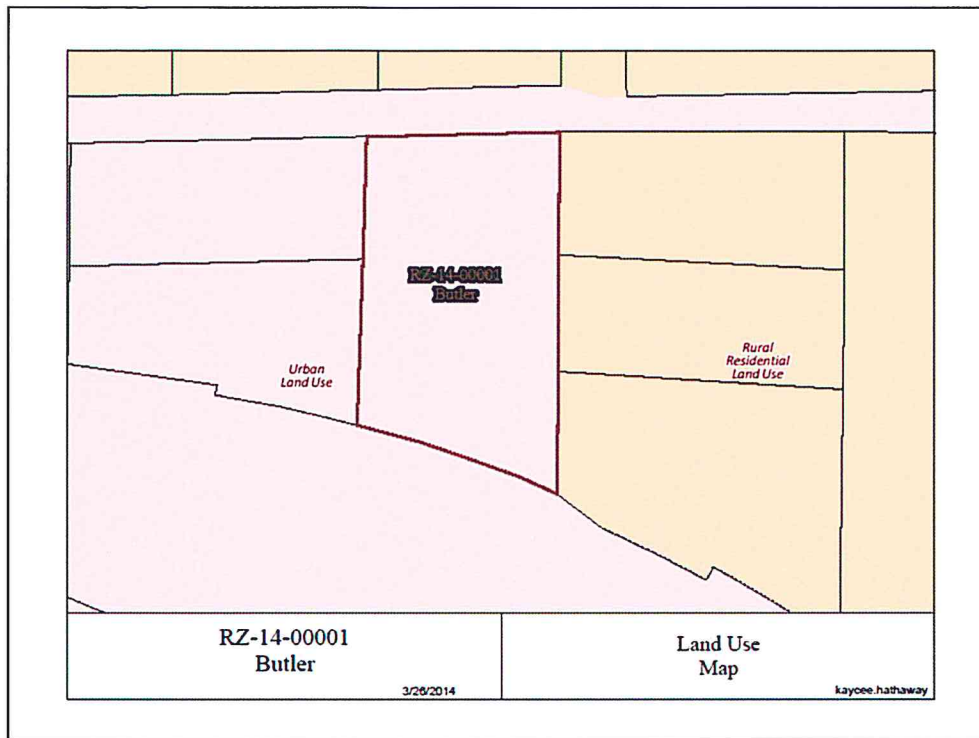 RZ-14-00001
Butler
Urban
Land Use
Rural
Residential
Land Use
RZ-14-00001
Butler
3/26/2014
Land Use
Map
kaycee.hathaway